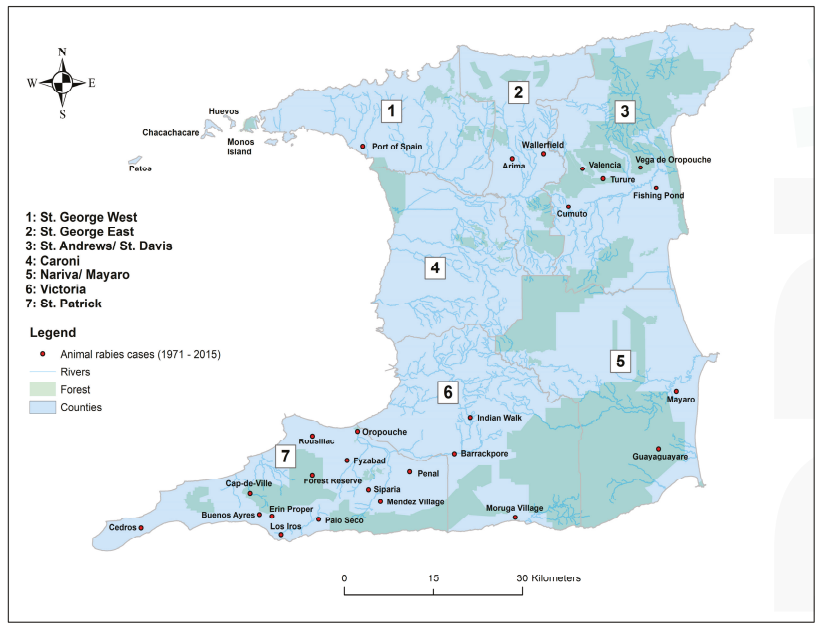 N
W E
S
Huevos
Chacachacare
Monos
Island
Patos
1
2
3
Port of Spain
Wallerfield
Arima
Valencia
Vega de Oropouche
Turure
Fishing Pond
Cumuto
1: St. George West
2: St. George East
3: St. Andrews/ St. Davis
4: Caroni
5: Nariva/ Mayaro
6: Victoria
7: St. Patrick
4
Legend
Animal rabies cases (1971 - 2015)
Rivers
Forest
Counties
5
6
Mayaro
Indian Walk
Oropouche
Rousillac
7
Barrackpore
Guayaguayare
Fyzabad
Penal
Forest Reserve
Cap-de-Ville
Siparia
Mendez Village
Erin Proper
Buenos Ayres
Palo Seco
Moruga Village
Los Iros
Cedros
0 15 30 Kilometers